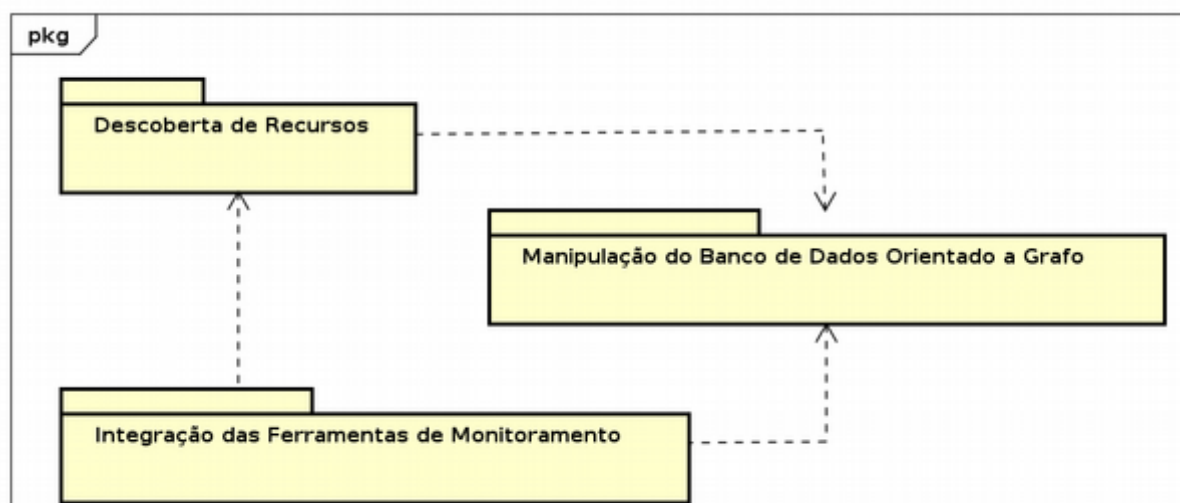 pkg
Descoberta de Recursos
Manipulação do Banco de Dados Orientado a Grafo
Integração das Ferramentas de Monitoramento